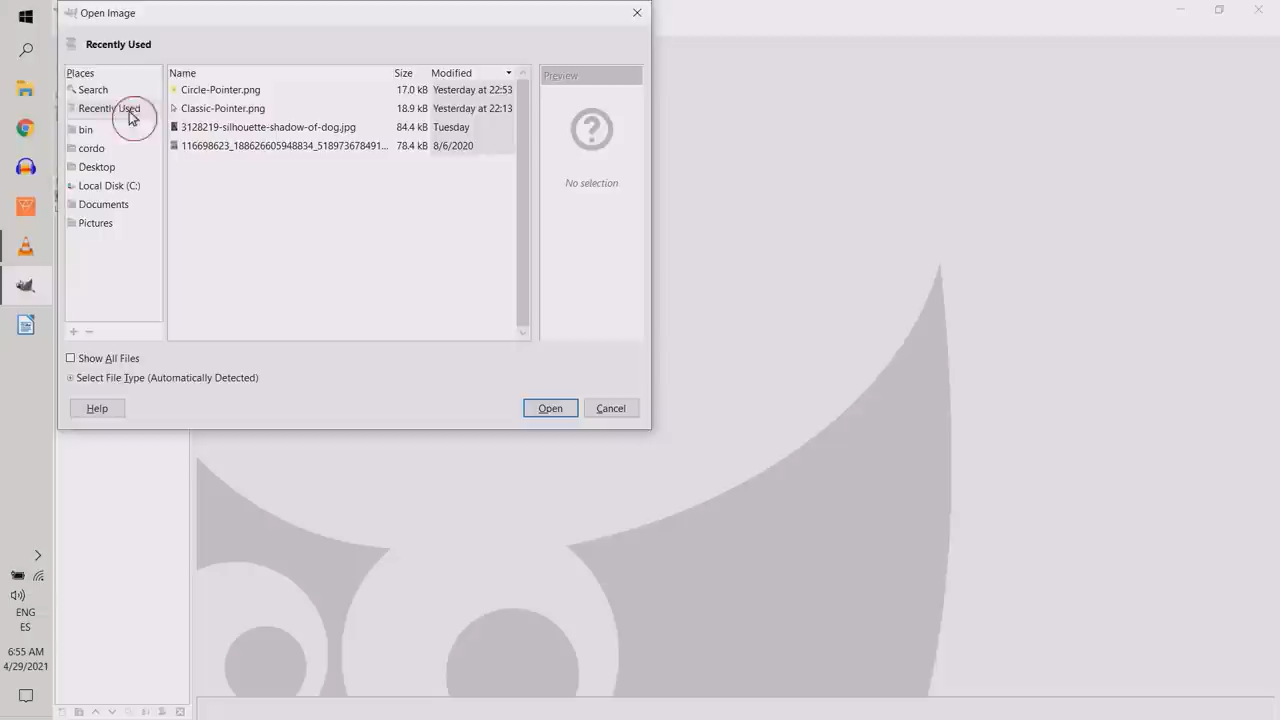 Open Image
Recently Used
Places
Search
Recently Used
bin
cordo
Desktop
Local Disk (C:)
Documents
Pictures
Name Size Modified
Circle-Pointer.png 17.0 kB Yesterday at 22:53
Classic-Pointer.png 18.9 kB Yesterday at 22:13
3128219-silhouette-shadow-of-dog.jpg 84.4 kB Tuesday
116698623_188626605948834_518973678491... 78.4 kB 8/6/2020
Preview
No selection
Show All Files
Select File Type (Automatically Detected)
Help Open Cancel
ENG
ES
6:55 AM
4/29/2021